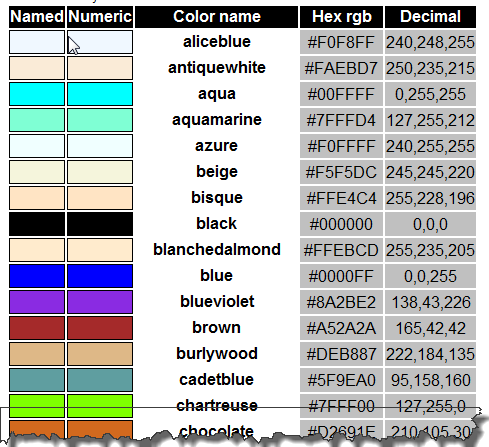 Named Numeric Color name Hex rgb Decimal
aliceblue #F0F8FF 240,248,255
antiquewhite #FAEBD7 250,235,215
aqua #00FFFF 0,255,255
aquamarine #7FFFD4 127,255,212
azure #F0FFFF 240,255,255
beige #F5F5DC 245,245,220
bisque #FFE4C4 255,228,196
black #000000 0,0,0
blanchedalmond #FFEBCD 255,235,205
blue #0000FF 0,0,255
blueviolet #8A2BE2 138,43,226
brown #A52A2A 165,42,42
burlywood #DEB887 222,184,135
cadetblue #5F9EA0 95,158,160
chartreuse #7FFF00 127,255,0
chocolate #D2691E 210,105,30